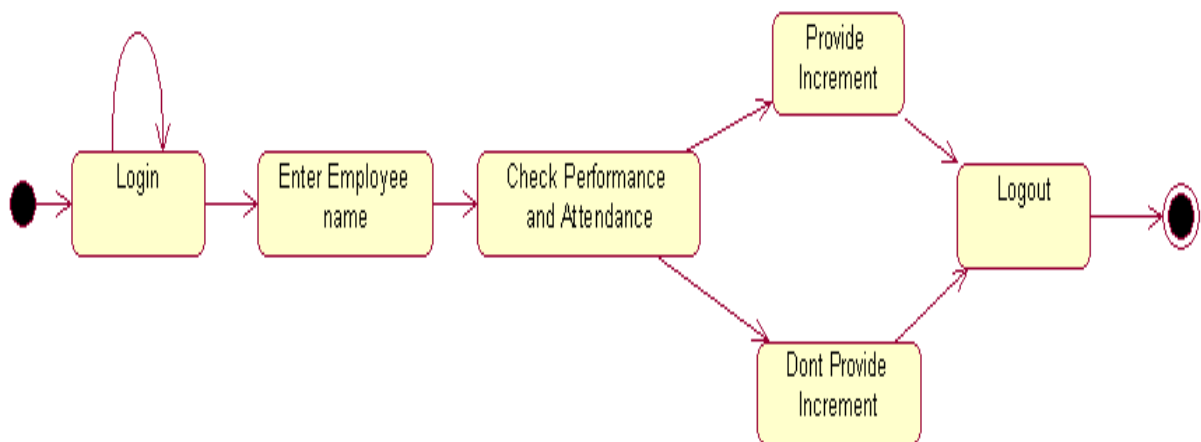 Login
Enter Employee
name
Check Performance
and Attendance
Provide
Increment
Dont Provide
Increment
Logout